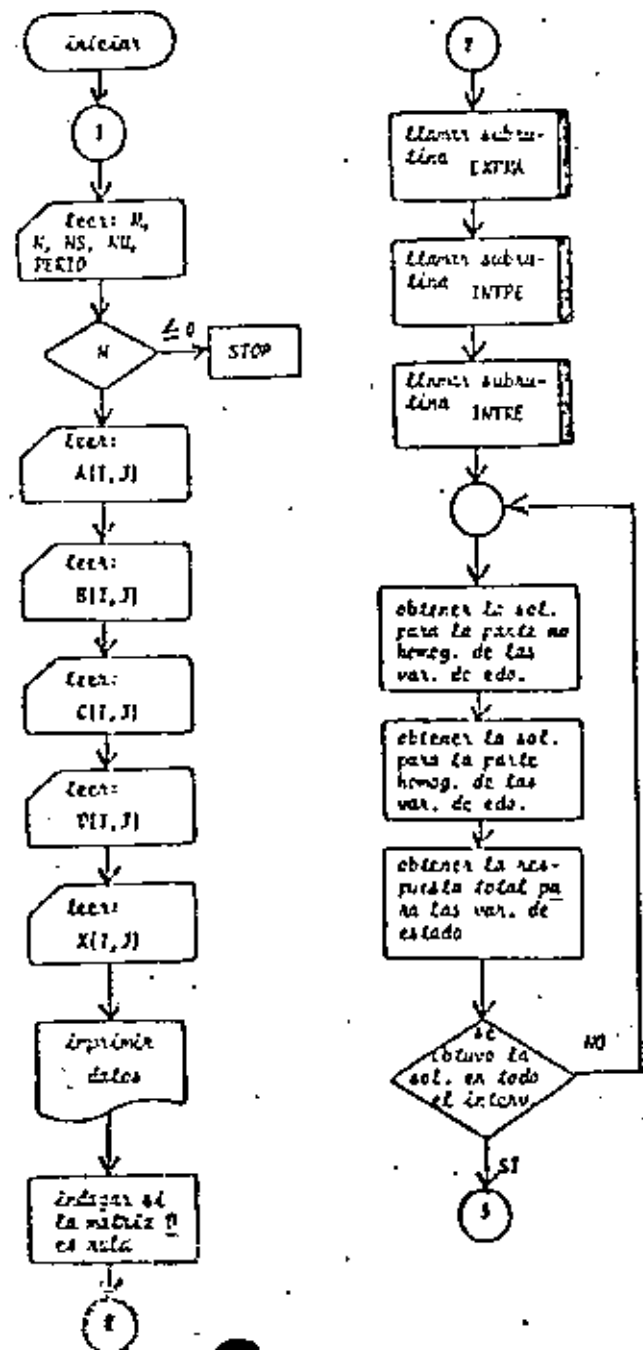 iniciar
leer: N,
M, NS, NU,
PERIO
N
≤ 0
STOP
leer:
A(I,J)
leer:
B(I,J)
leer:
C(I,J)
leer:
D(I,J)
leer:
X(I,J)
imprimir
datos
indagar si
la matriz D
es nula
llamar subru-
tina
EXPMA
llamar subru-
tina
INTPE
llamar subru-
tina
INTRE
obtener la sol.
para la parte no
homog. de las
var. de edo.
obtener la sol.
para la parte
homog. de las
var. de edo.
obtener la res-
puesta total pa
ra las var. de
estado
se
obtuvo la
sol. en todo
el interv.
NO
SI